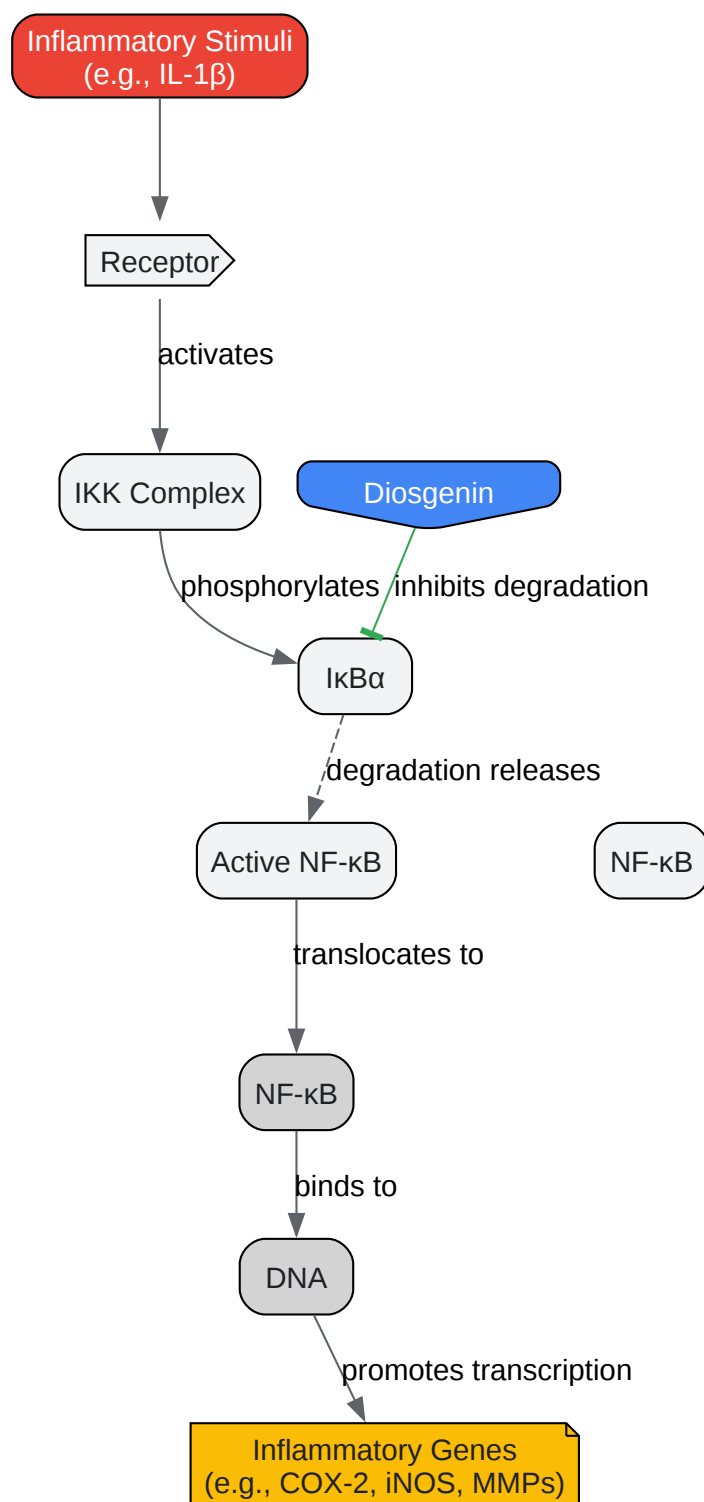 Inflammatory Stimuli
(e.g., IL-1β)
Receptor
activates
IKK Complex
Diosgenin
phosphorylates
inhibits degradation
IκBα
degradation releases
Active NF-κB
NF-κB
translocates to
NF-κB
binds to
DNA
promotes transcription
Inflammatory Genes
(e.g., COX-2, iNOS, MMPs)